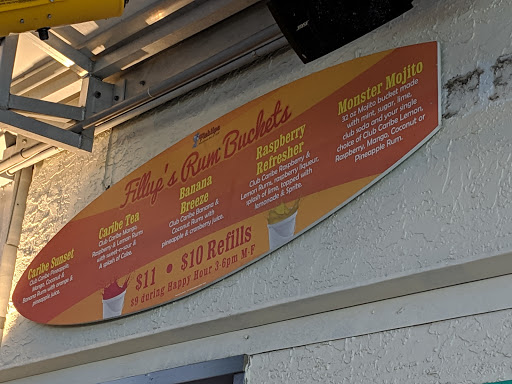 Fillup's Rum Buckets
Caribe Sunset
Club Caribe Pineapple,
Mango, Coconut &
Banana Rums with orange &
pineapple juice.
Caribe Tea
Club Caribe Mango,
Raspberry & Lemon Rums
with sweet-n-sour &
A splash of Coke.
Banana
Breeze
Club Caribe Banana &
Coconut Rums with
pineapple & cranberry juice.
Raspberry
Refresher
Club Caribe Raspberry &
Lemon Rums, raspberry liqueur,
splash of lime, topped with
lemonade & Sprite.
Monster Mojito
32 oz Mojito bucket made
with mint, sugar, lime,
club soda and your single
choice of Club Caribe Lemon,
Raspberry, Mango, Coconut or
Pineapple Rum.
$11 • $10 Refills
$9 during Happy Hour 3-6pm M-F